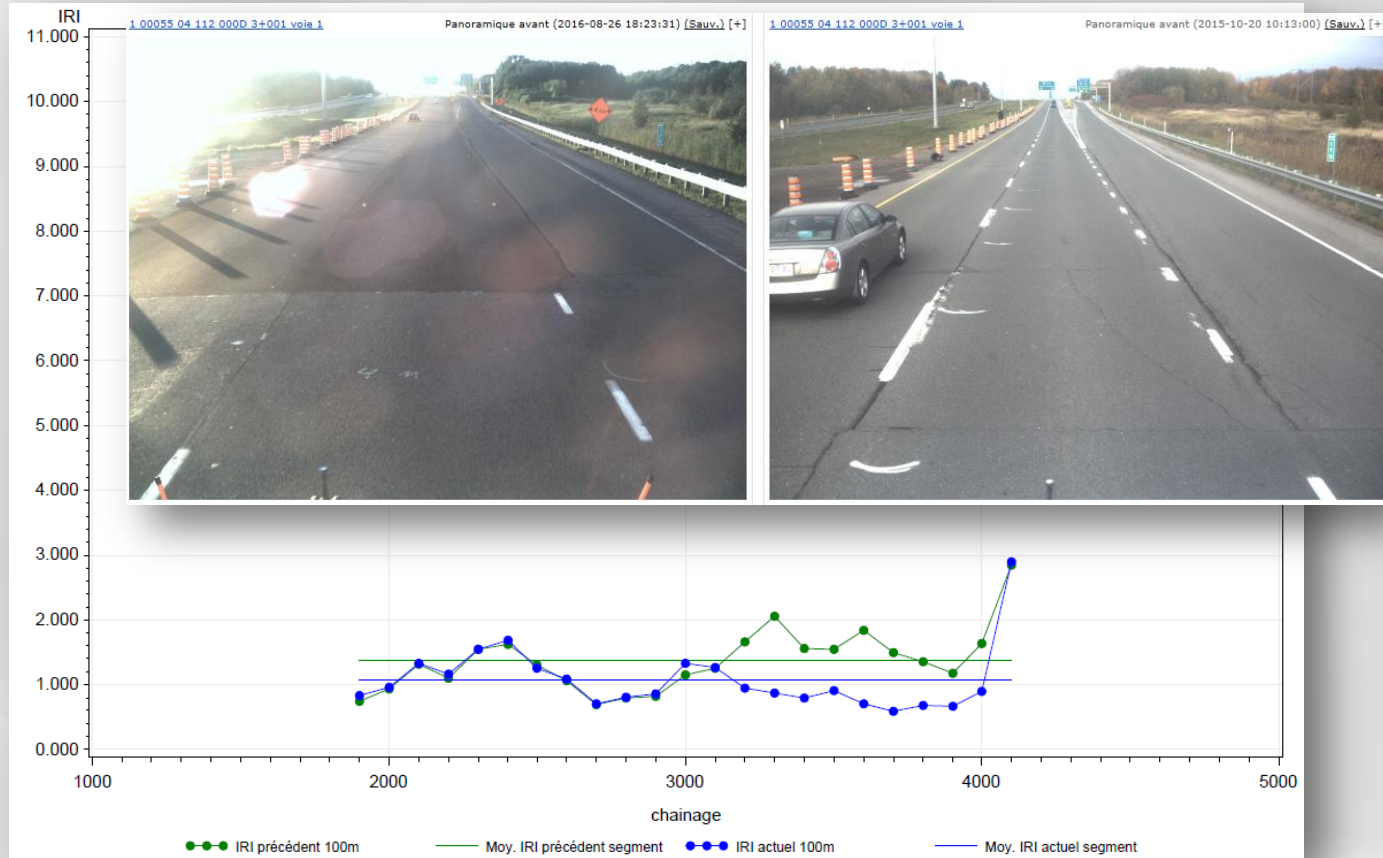 IRI
1 00055 04 112 000D 3+001 voie 1 Panoramique avant (2016-08-26 18:23:31) (Sauv.) [+]
1 00055 04 112 000D 3+001 voie 1 Panoramique avant (2015-10-20 10:13:00) (Sauv.) [+
11.000
10.000
9.000
8.000
7.000
6.000
5.000
4.000
3.000
2.000
1.000
0.000
4 m
1000 2000 3000 4000 5000
chainage
IRI précédent 100m Moy. IRI précédent segment IRI actuel 100m Moy. IRI actuel segment